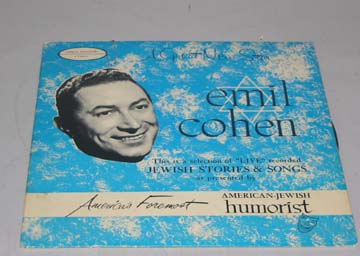 emil
cohen
This is a selection of "LIVE" recorded
JEWISH STORIES & SONGS
as presented by
America's Foremost
AMERICAN-JEWISH
humorist